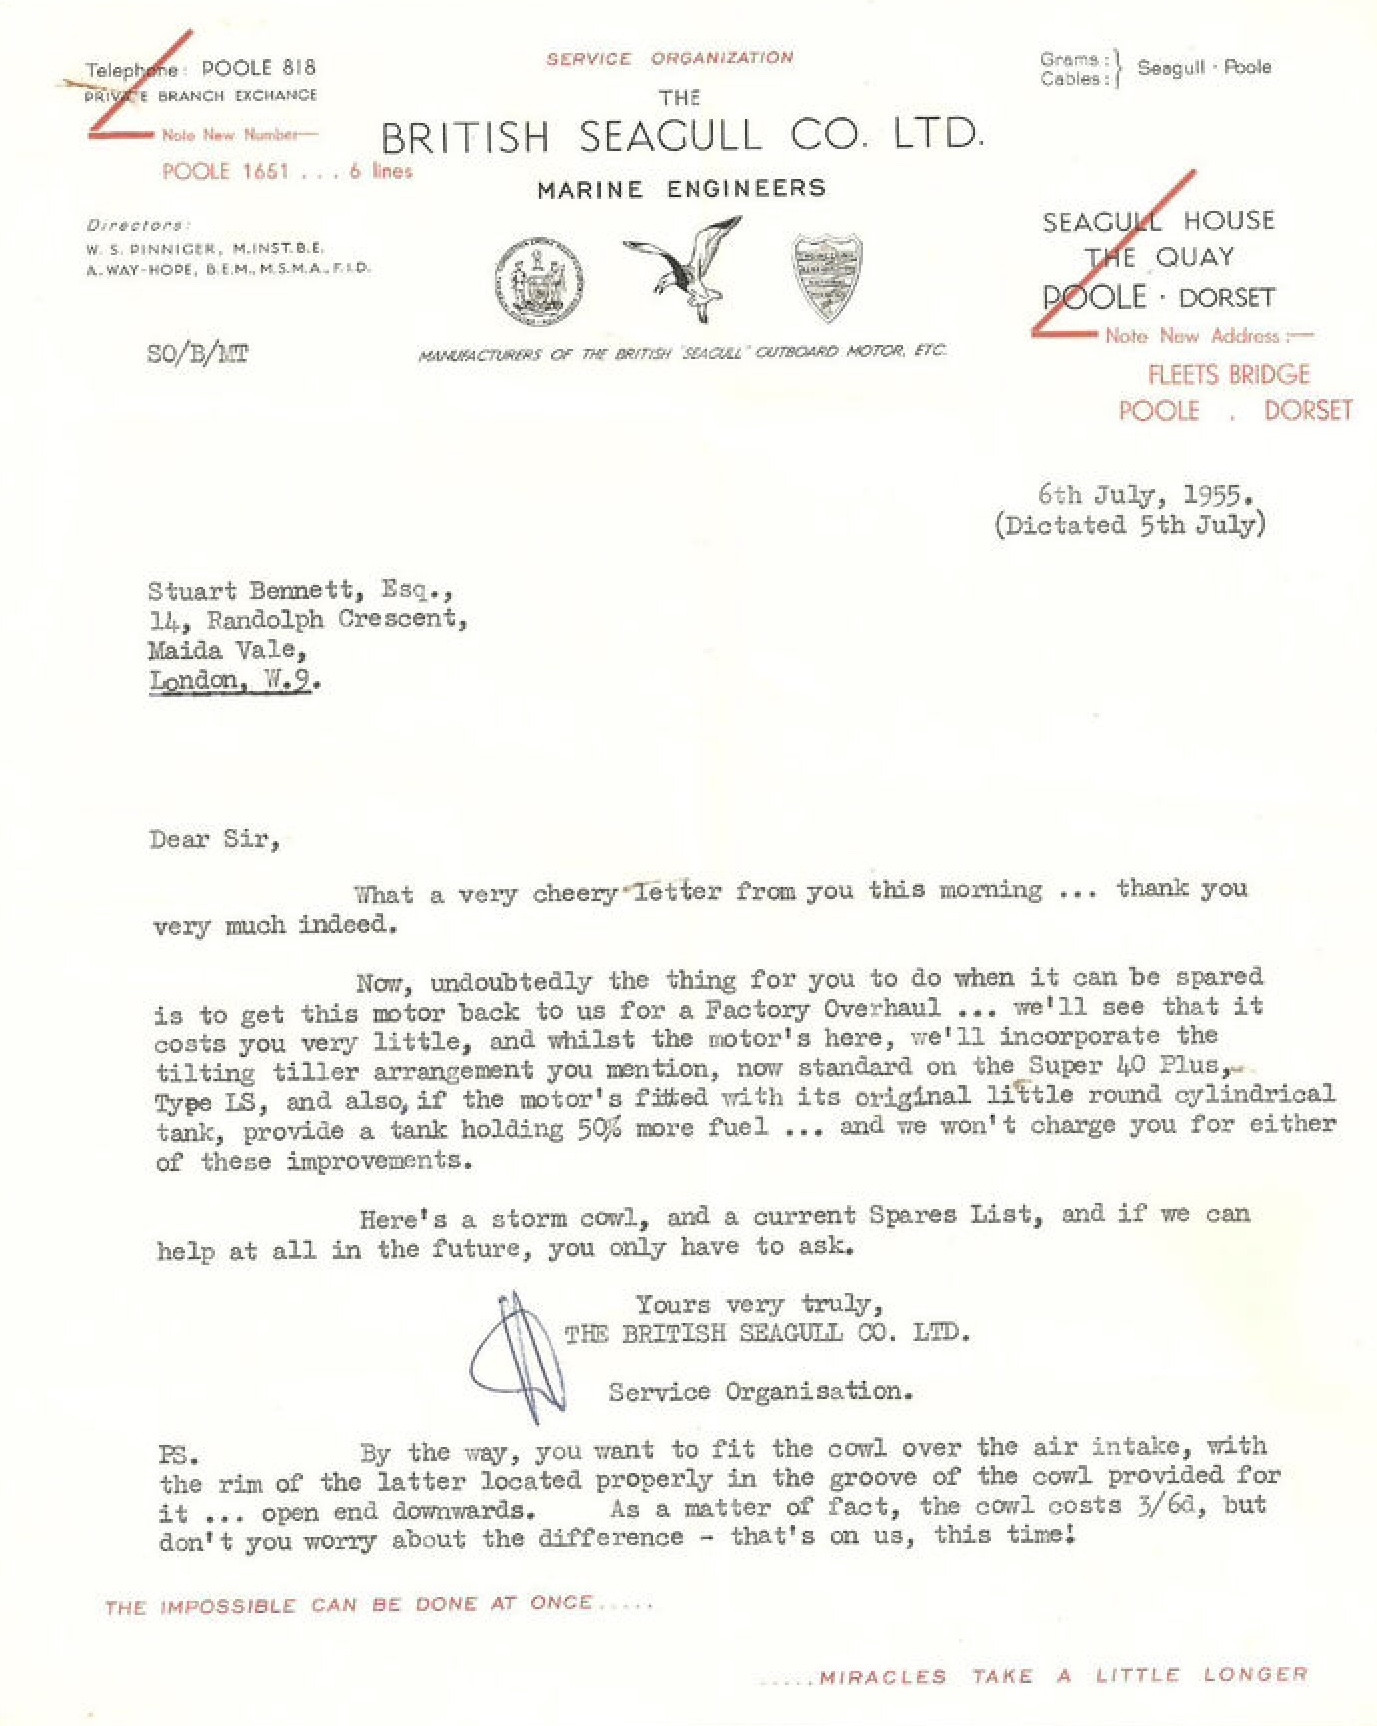 Telephone: POOLE 818
PRIVATE BRANCH EXCHANGE
Note New Number—
POOLE 1651 . . . 6 lines
SERVICE ORGANIZATION
THE
BRITISH SEAGULL CO. LTD.
MARINE ENGINEERS
Grams :}
Cables :} Seagull · Poole
Directors:
W. S. PINNIGER, M.INST.B.E.
A. WAY-HOPE, B.E.M., M.S.M.A., F.I.D.
SEAGULL HOUSE
THE QUAY
POOLE · DORSET
Note New Address :—
FLEETS BRIDGE
POOLE . DORSET
SO/B/MT
MANUFACTURERS OF THE BRITISH "SEAGULL" OUTBOARD MOTOR, ETC.
6th July, 1955.
(Dictated 5th July)
Stuart Bennett, Esq.,
14, Randolph Crescent,
Maida Vale,
London, W.9.
Dear Sir,
What a very cheery letter from you this morning ... thank you
very much indeed.
Now, undoubtedly the thing for you to do when it can be spared
is to get this motor back to us for a Factory Overhaul ... we'll see that it
costs you very little, and whilst the motor's here, we'll incorporate the
tilting tiller arrangement you mention, now standard on the Super 40 Plus,
Type LS, and also, if the motor's fitted with its original little round cylindrical
tank, provide a tank holding 50% more fuel ... and we won't charge you for either
of these improvements.
Here's a storm cowl, and a current Spares List, and if we can
help at all in the future, you only have to ask.
Yours very truly,
THE BRITISH SEAGULL CO. LTD.
Service Organisation.
PS. By the way, you want to fit the cowl over the air intake, with
the rim of the latter located properly in the groove of the cowl provided for
it ... open end downwards. As a matter of fact, the cowl costs 3/6d, but
don't you worry about the difference - that's on us, this time!
THE IMPOSSIBLE CAN BE DONE AT ONCE.....
.....MIRACLES TAKE A LITTLE LONGER